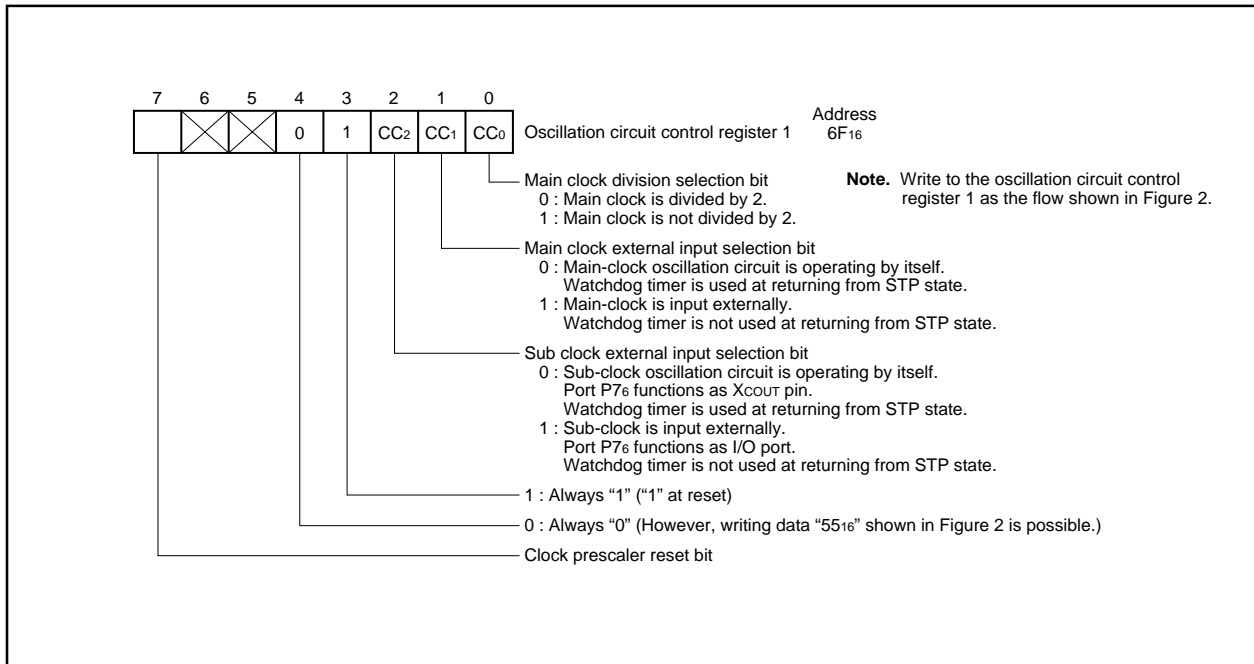 7 6 5 4 3 2 1 0
0 1 CC2 CC1 CC0 Oscillation circuit control register 1
Address
6F16
Main clock division selection bit
0 : Main clock is divided by 2.
1 : Main clock is not divided by 2.
Note. Write to the oscillation circuit control
register 1 as the flow shown in Figure 2.
Main clock external input selection bit
0 : Main-clock oscillation circuit is operating by itself.
Watchdog timer is used at returning from STP state.
1 : Main-clock is input externally.
Watchdog timer is not used at returning from STP state.
Sub clock external input selection bit
0 : Sub-clock oscillation circuit is operating by itself.
Port P76 functions as XCOUT pin.
Watchdog timer is used at returning from STP state.
1 : Sub-clock is input externally.
Port P76 functions as I/O port.
Watchdog timer is not used at returning from STP state.
1 : Always “1” (“1” at reset)
0 : Always “0” (However, writing data “5516” shown in Figure 2 is possible.)
Clock prescaler reset bit